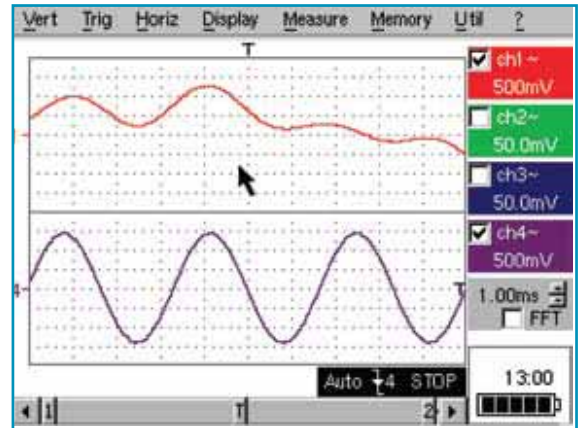 Vert Trig Horiz Display Measure Memory Util ?
T
ch1 ~
500mV
ch2~
50.0mV
ch3~
50.0mV
ch4~
500mV
4-
T
1.00ms
FFT
Auto 4 STOP
13:00
1 T 2